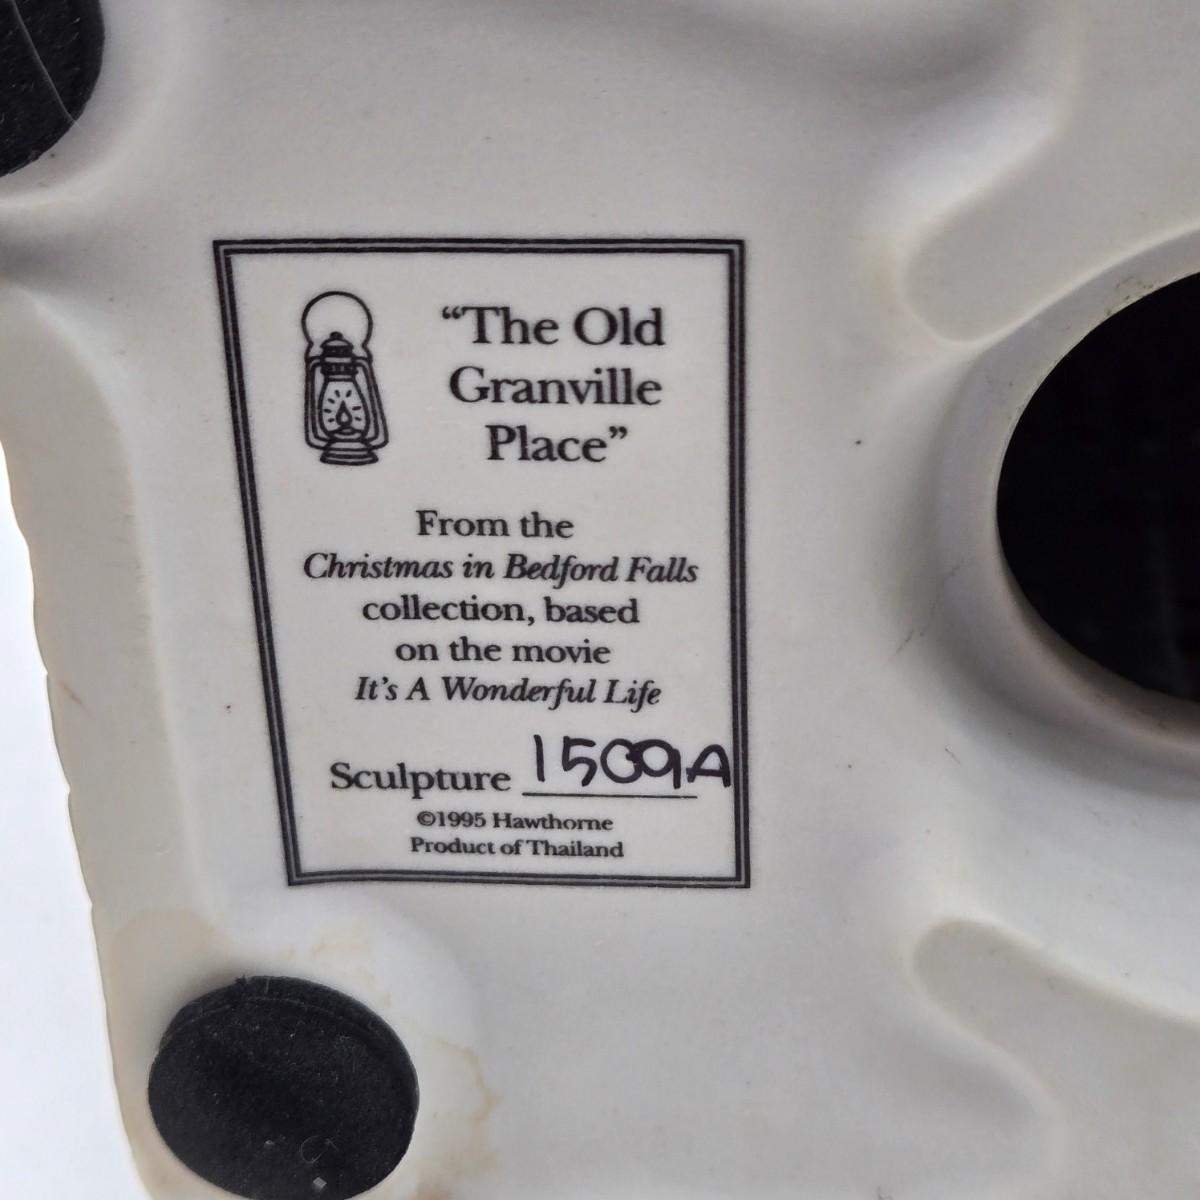 “The Old
Granville
Place”
From the
Christmas in Bedford Falls
collection, based
on the movie
It's A Wonderful Life
Sculpture 1509A
©1995 Hawthorne
Product of Thailand